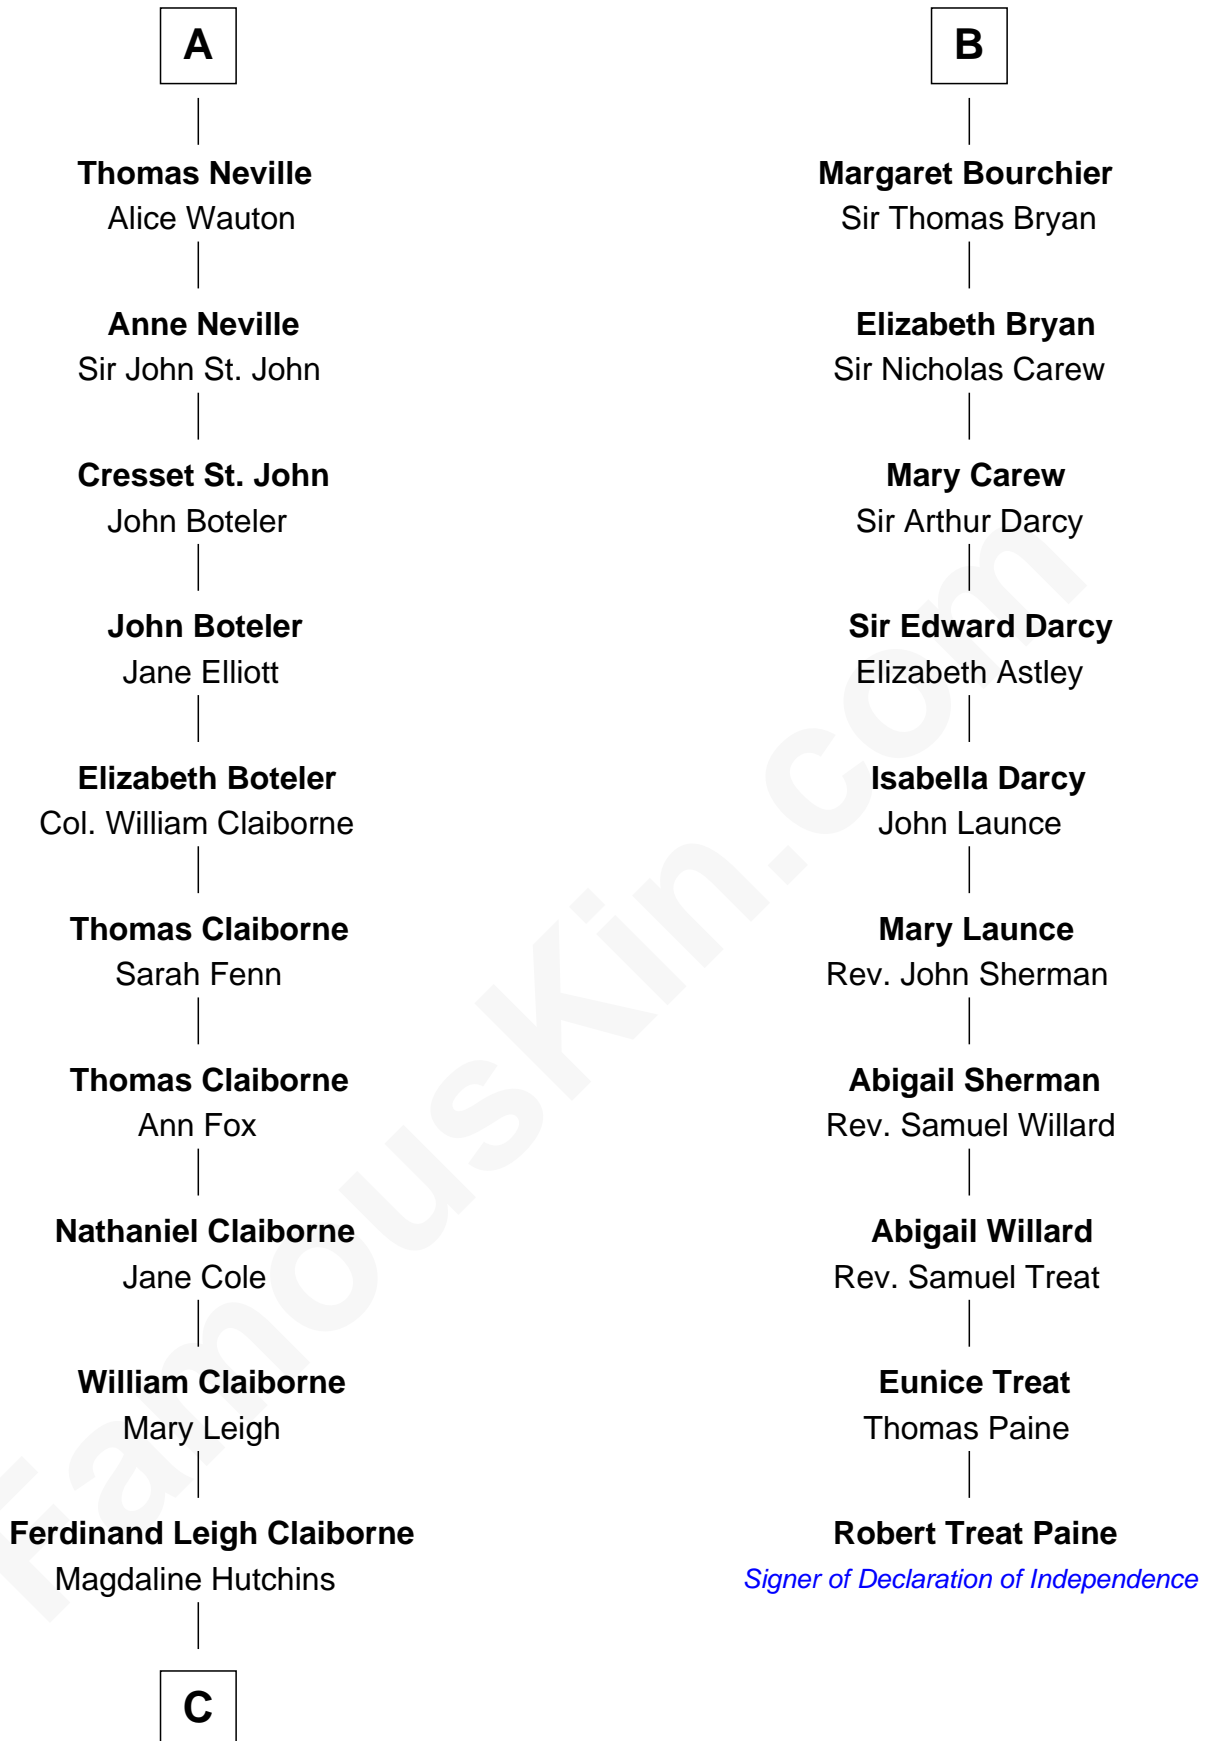 A
Thomas Neville
Alice Wauton
Anne Neville
Sir John St. John
Cresset St. John
John Boteler
John Boteler
Jane Elliott
Elizabeth Boteler
Col. William Claiborne
Thomas Claiborne
Sarah Fenn
Thomas Claiborne
Ann Fox
Nathaniel Claiborne
Jane Cole
William Claiborne
Mary Leigh
Ferdinand Leigh Claiborne
Magdaline Hutchins
C
B
Margaret Bourchier
Sir Thomas Bryan
Elizabeth Bryan
Sir Nicholas Carew
Mary Carew
Sir Arthur Darcy
Sir Edward Darcy
Elizabeth Astley
Isabella Darcy
John Launce
Mary Launce
Rev. John Sherman
Abigail Sherman
Rev. Samuel Willard
Abigail Willard
Rev. Samuel Treat
Eunice Treat
Thomas Paine
Robert Treat Paine
Signer of Declaration of Independence
FamousKin.com